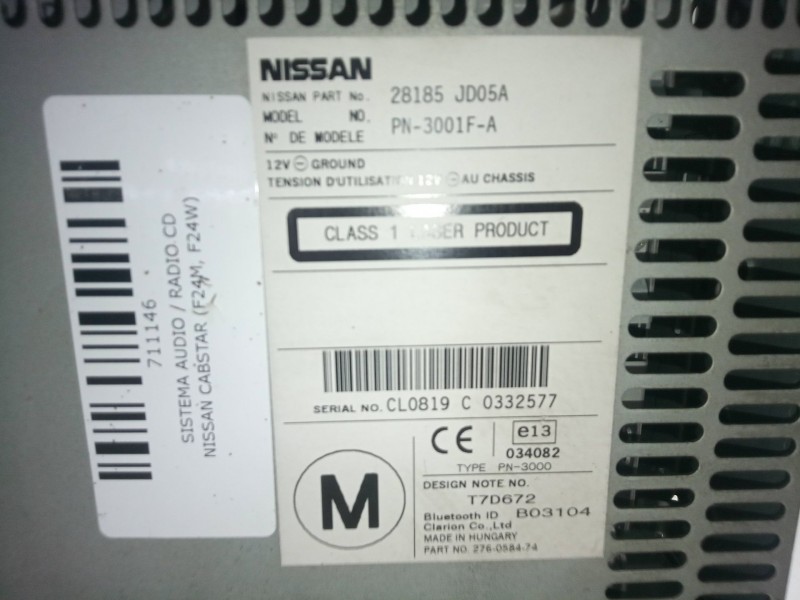 NISSAN
NISSAN PART No. 28185 JD05A
MODEL NO. PN-3001F-A
N° DE MODELE
12V ⊖ GROUND
TENSION D'UTILISATION 12V ⊖ AU CHASSIS
CLASS 1 LASER PRODUCT
SERIAL NO. CL0819 C 0332577
CE e13
034082
TYPE PN-3000
M
DESIGN NOTE NO.
T7D672
Bluetooth ID B03104
Clarion Co.,Ltd
MADE IN HUNGARY
PART NO. 276-0584-74
711146
SISTEMA AUDIO / RADIO CD
NISSAN CABSTAR (F24M, F24W)